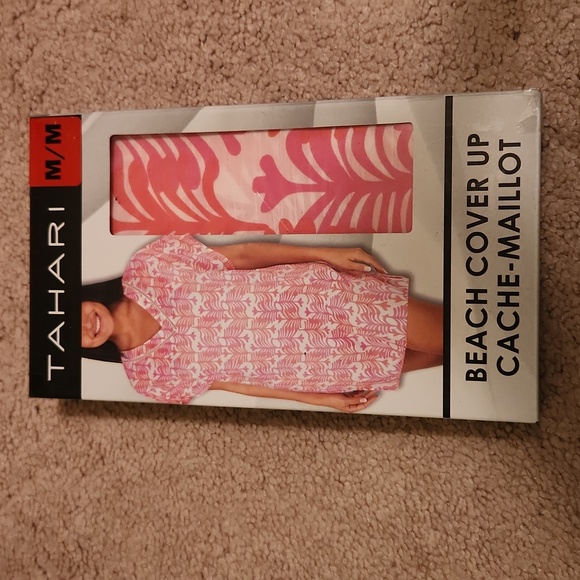 M/M
TAHARI
BEACH COVER UP
CACHE-MAILLOT